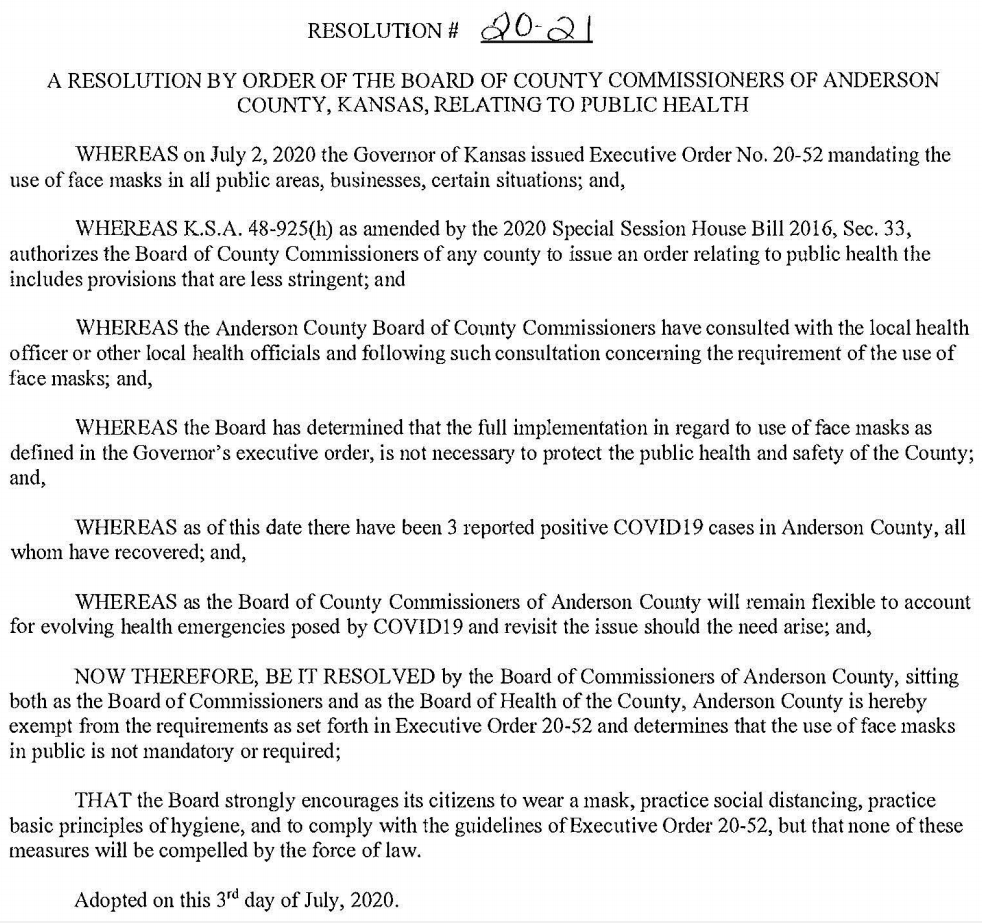 RESOLUTION # 20-21
A RESOLUTION BY ORDER OF THE BOARD OF COUNTY COMMISSIONERS OF ANDERSON
COUNTY, KANSAS, RELATING TO PUBLIC HEALTH
WHEREAS on July 2, 2020 the Governor of Kansas issued Executive Order No. 20-52 mandating the
use of face masks in all public areas, businesses, certain situations; and,
WHEREAS K.S.A. 48-925(h) as amended by the 2020 Special Session House Bill 2016, Sec. 33,
authorizes the Board of County Commissioners of any county to issue an order relating to public health the
includes provisions that are less stringent; and
WHEREAS the Anderson County Board of County Commissioners have consulted with the local health
officer or other local health officials and following such consultation concerning the requirement of the use of
face masks; and,
WHEREAS the Board has determined that the full implementation in regard to use of face masks as
defined in the Governor's executive order, is not necessary to protect the public health and safety of the County;
and,
WHEREAS as of this date there have been 3 reported positive COVID19 cases in Anderson County, all
whom have recovered; and,
WHEREAS as the Board of County Commissioners of Anderson County will remain flexible to account
for evolving health emergencies posed by COVID19 and revisit the issue should the need arise; and,
NOW THEREFORE, BE IT RESOLVED by the Board of Commissioners of Anderson County, sitting
both as the Board of Commissioners and as the Board of Health of the County, Anderson County is hereby
exempt from the requirements as set forth in Executive Order 20-52 and determines that the use of face masks
in public is not mandatory or required;
THAT the Board strongly encourages its citizens to wear a mask, practice social distancing, practice
basic principles of hygiene, and to comply with the guidelines of Executive Order 20-52, but that none of these
measures will be compelled by the force of law.
Adopted on this 3rd day of July, 2020.